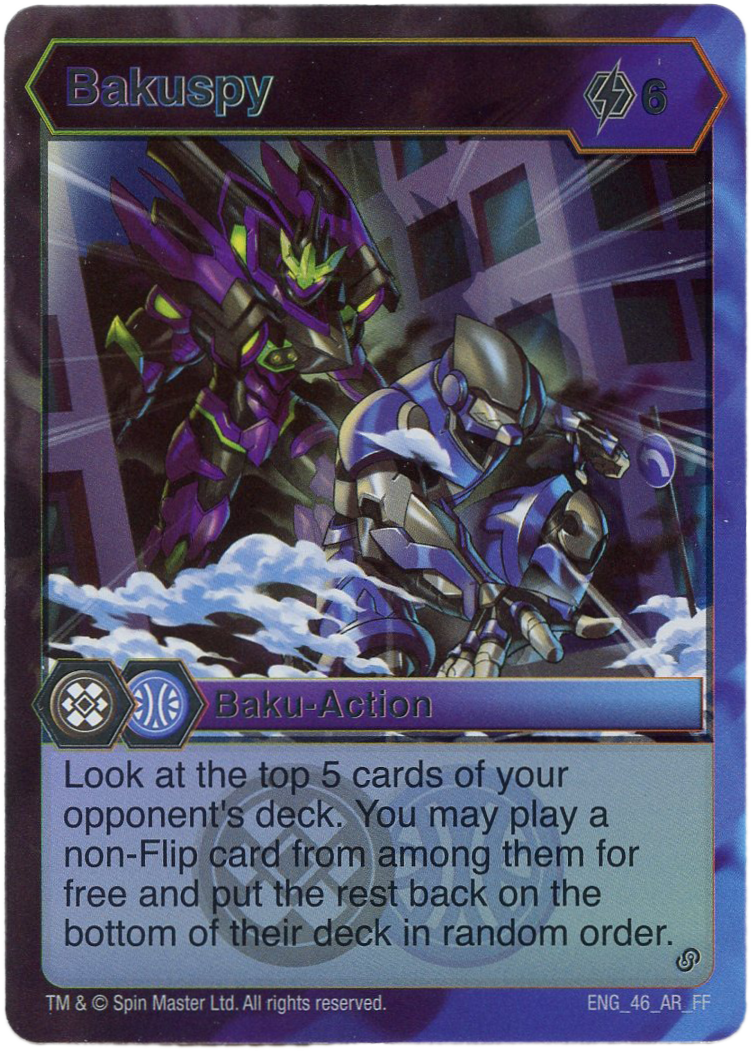 Bakuspy
6
Baku-Action
Look at the top 5 cards of your
opponent's deck. You may play a
non-Flip card from among them for
free and put the rest back on the
bottom of their deck in random order.
TM & © Spin Master Ltd. All rights reserved.
ENG_46_AR_FF